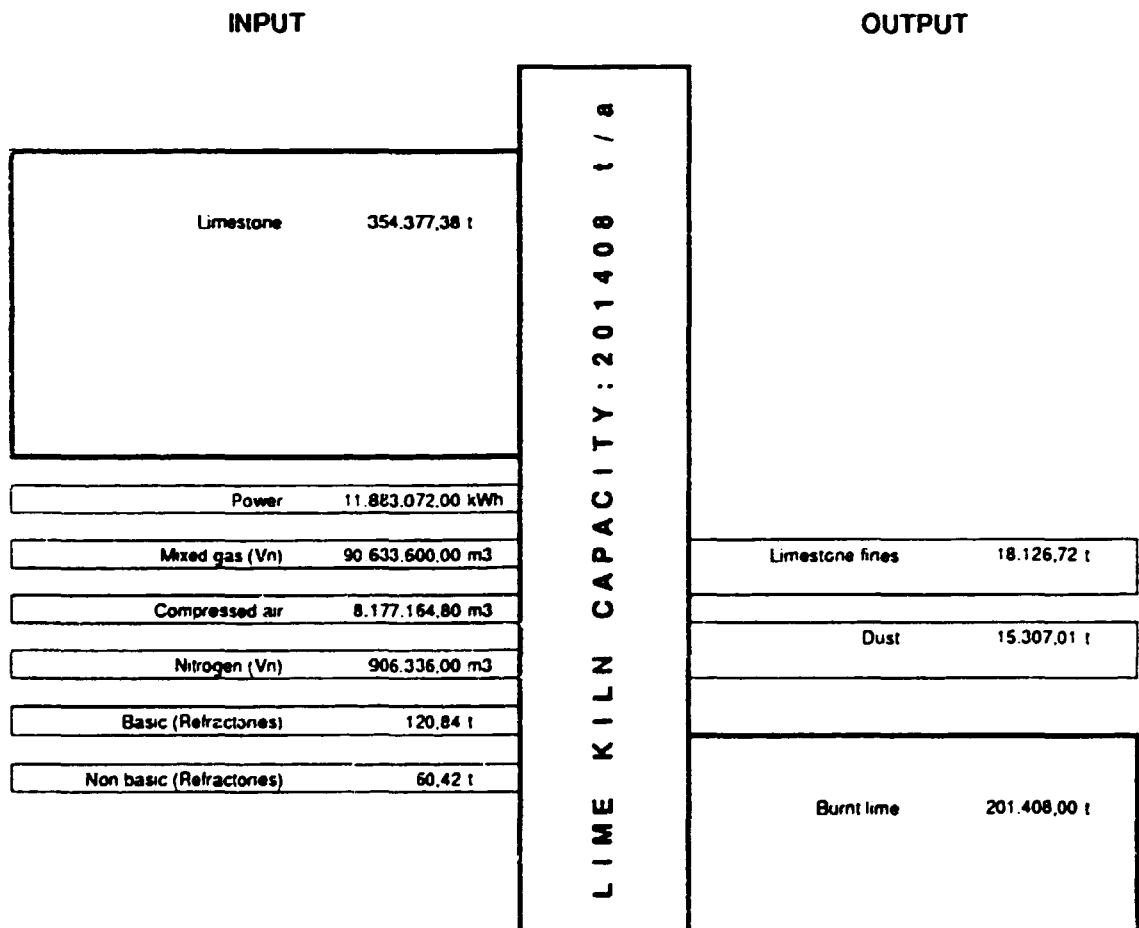 INPUT
OUTPUT
LIME KILN CAPACITY:201408 t/a
Limestone 354.377,38 t
Power 11.883.072,00 kWh
Mixed gas (Vn) 90.633.600,00 m3
Compressed air 8.177.164,80 m3
Nitrogen (Vn) 906.336,00 m3
Basic (Refractories) 120,84 t
Non basic (Refractories) 60,42 t
Limestone fines 18.126,72 t
Dust 15.307,01 t
Burnt lime 201.408,00 t